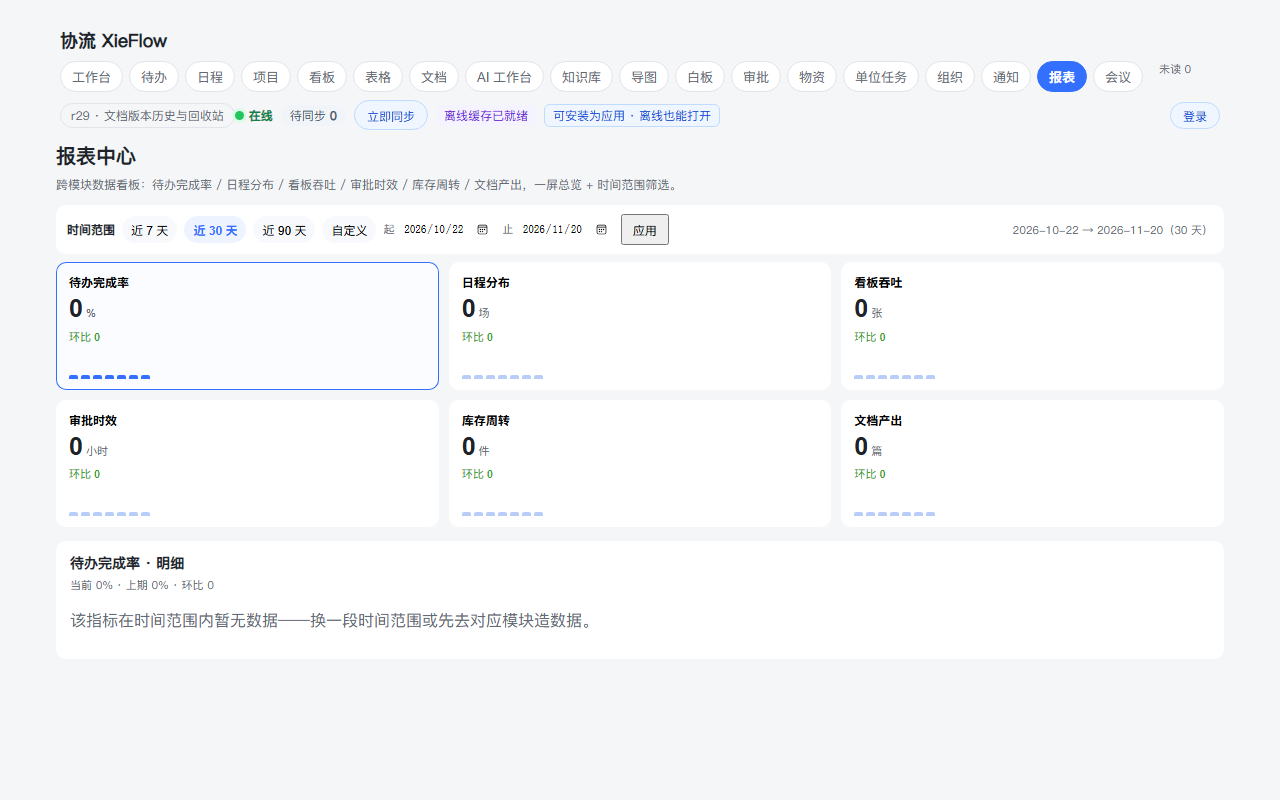 协流 XieFlow
工作台 待办 日程 项目 看板 表格 文档 AI 工作台 知识库 导图 白板 审批 物资 单位任务 组织 通知 报表 会议 未读 0
r29 · 文档版本历史与回收站 在线 待同步 0 立即同步 离线缓存已就绪 可安装为应用 · 离线也能打开 登录
报表中心
跨模块数据看板：待办完成率 / 日程分布 / 看板吞吐 / 审批时效 / 库存周转 / 文档产出，一屏总览 + 时间范围筛选。
时间范围 近 7 天 近 30 天 近 90 天 自定义 起 2026/10/22 止 2026/11/20 应用 2026-10-22 → 2026-11-20（30 天）
待办完成率
0 %
环比 0
日程分布
0 场
环比 0
看板吞吐
0 张
环比 0
审批时效
0 小时
环比 0
库存周转
0 件
环比 0
文档产出
0 篇
环比 0
待办完成率 · 明细
当前 0% · 上期 0% · 环比 0
该指标在时间范围内暂无数据——换一段时间范围或先去对应模块造数据。